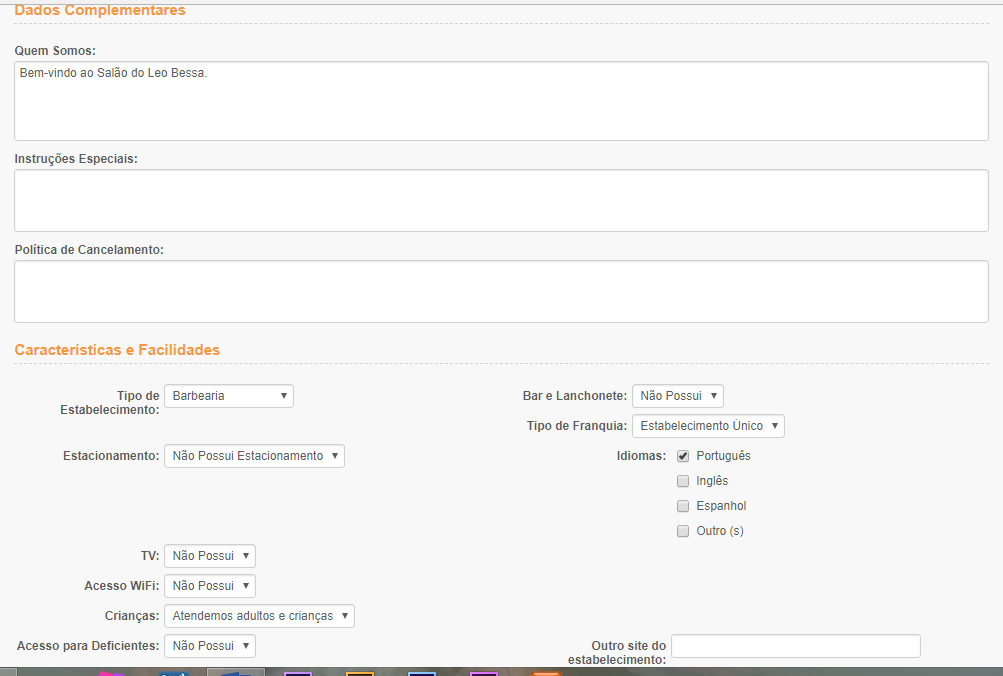 Dados Complementares
Quem Somos:
Bem-vindo ao Salão do Leo Bessa.
Instruções Especiais:
Política de Cancelamento:
Características e Facilidades
Tipo de Estabelecimento: Barbearia
Bar e Lanchonete: Não Possui
Tipo de Franquia: Estabelecimento Único
Estacionamento: Não Possui Estacionamento
Idiomas: Português
Inglês
Espanhol
Outro (s)
TV: Não Possui
Acesso WiFi: Não Possui
Crianças: Atendemos adultos e crianças
Acesso para Deficientes: Não Possui
Outro site do
estabelecimento: